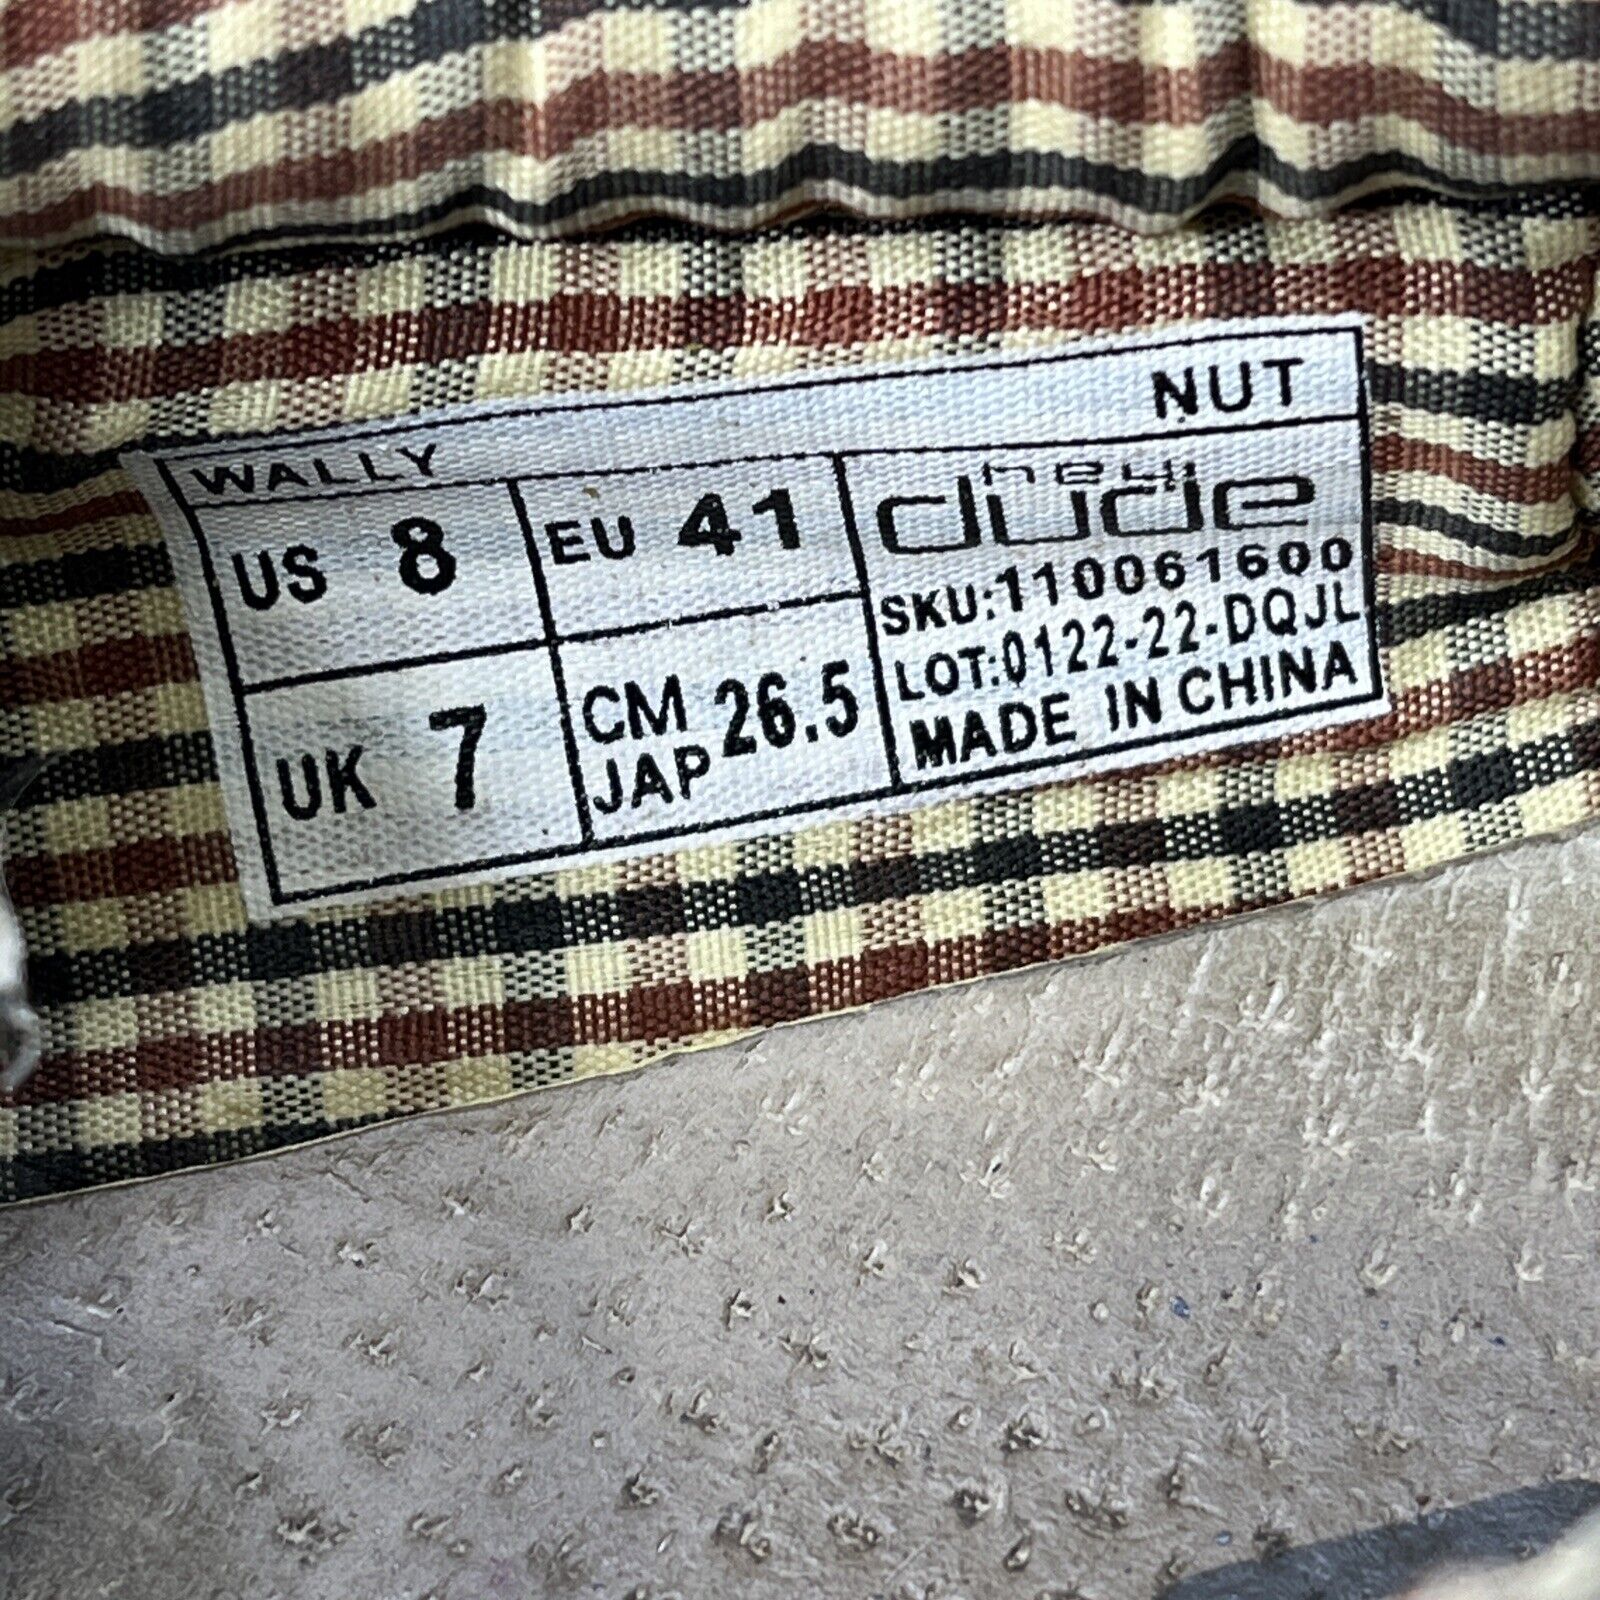 WALLY NUT
US 8 EU 41 hey dude
SKU:110061600
LOT:0122-22-DQJL
MADE IN CHINA
UK 7 CM JAP 26.5